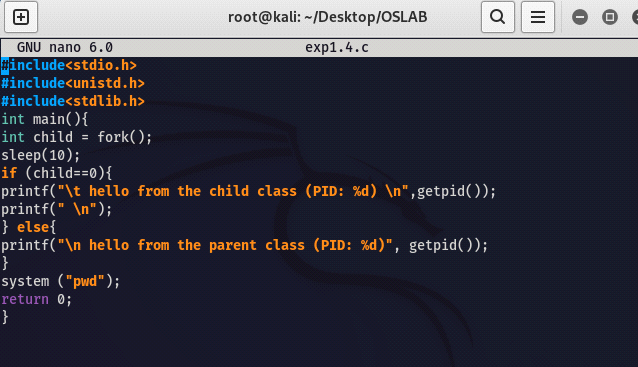 root@kali: ~/Desktop/OSLAB
GNU nano 6.0 exp1.4.c
#include<stdio.h>
#include<unistd.h>
#include<stdlib.h>
int main(){
int child = fork();
sleep(10);
if (child==0){
printf("\t hello from the child class (PID: %d) \n",getpid());
printf(" \n");
} else{
printf("\n hello from the parent class (PID: %d)", getpid());
}
system ("pwd");
return 0;
}